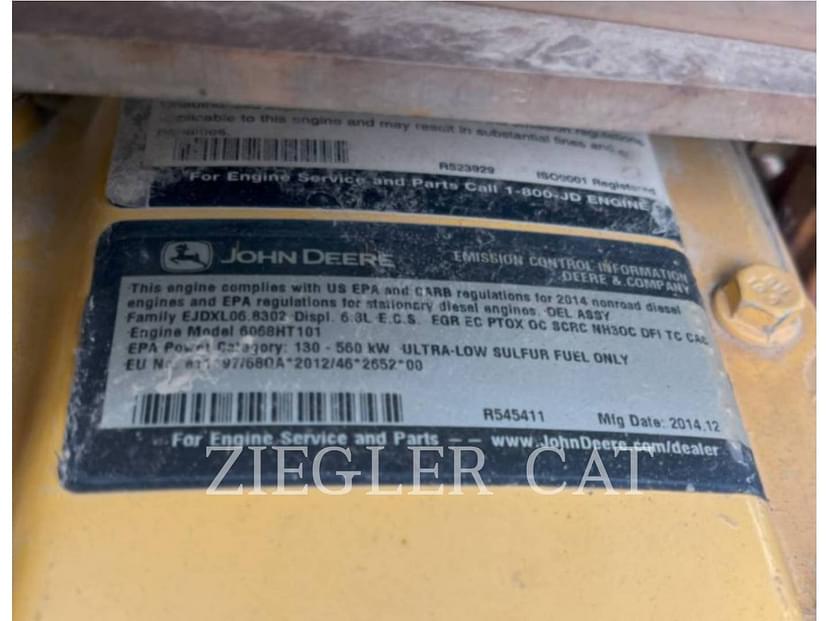 applicable to this engine and may result in substantial fines and
R523929 ISO9001 Registered
For Engine Service and Parts Call 1-800-JD ENGINE
JOHN DEERE
EMISSION CONTROL INFORMATION
DEERE & COMPANY
This engine complies with US EPA and CARB regulations for 2014 nonroad diesel
engines and EPA regulations for stationary diesel engines. DEL ASSY
Family EJDXL06.8302 Displ. 6.8L E.C.S. EGR EC PTOX OC SCRC NH3OC DFI TC CAC
Engine Model 6068HT101
EPA Power Category: 130 - 560 kW ULTRA-LOW SULFUR FUEL ONLY
EU No. 97/68QA*2012/46*2652*00
R545411 Mfg Date: 2014.12
For Engine Service and Parts -- www.JohnDeere.com/dealer
ZIEGLER CAT